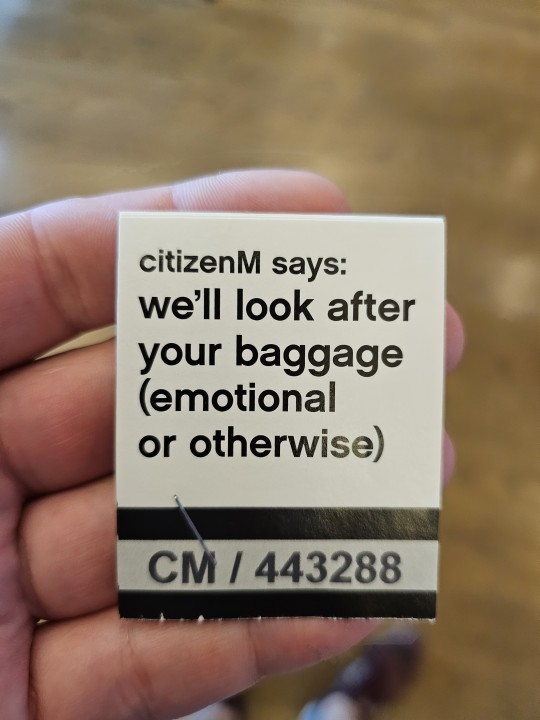 citizenM says:
we'll look after
your baggage
(emotional
or otherwise)
CM / 443288